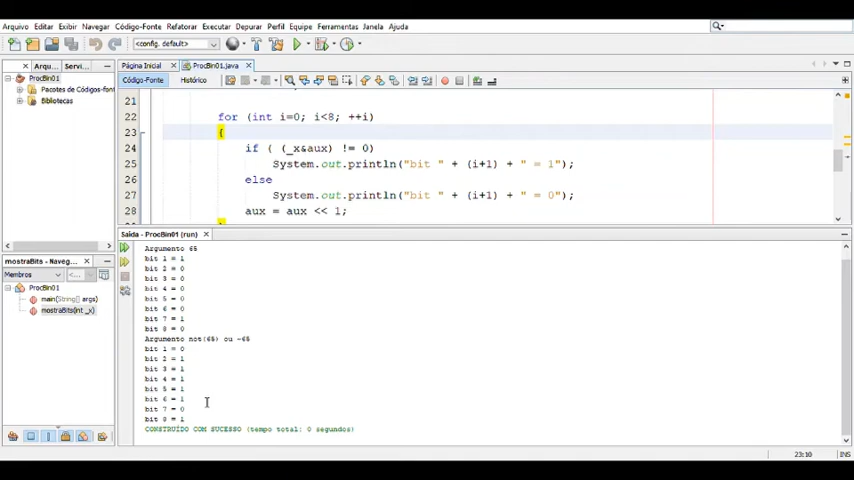 Arquivo Editar Exibir Navegar Código-Fonte Refatorar Executar Depurar Perfil Equipe Ferramentas Janela Ajuda
<config. default>
Arqu... Servi...
Página Inicial ProcBin01.java
ProcBin01
Pacotes de Códigos-font
Bibliotecas
Código-Fonte Histórico
21
22 for (int i=0; i<8; ++i)
23 {
24 if ( (_x&aux) != 0)
25 System.out.println("bit " + (i+1) + " = 1");
26 else
27 System.out.println("bit " + (i+1) + " = 0");
28 aux = aux << 1;
mostraBits - Naveg...
Membros <...
ProcBin01
main(String[] args)
mostraBits(int _x)
Saída - ProcBin01 (run)
Argumento 65
bit 1 = 1
bit 2 = 0
bit 3 = 0
bit 4 = 0
bit 5 = 0
bit 6 = 0
bit 7 = 1
bit 8 = 0
Argumento not(65) ou ~65
bit 1 = 0
bit 2 = 1
bit 3 = 1
bit 4 = 1
bit 5 = 1
bit 6 = 1
bit 7 = 0
bit 8 = 1
CONSTRUÍDO COM SUCESSO (tempo total: 0 segundos)
23:10 INS